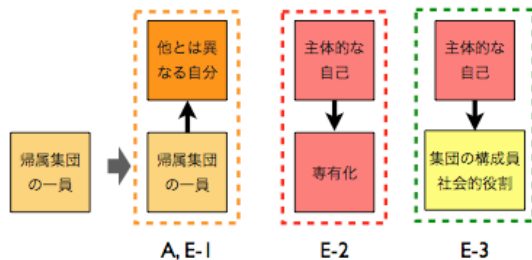 他とは異
なる自分
主体的な
自己
主体的な
自己
帰属集団
の一員
帰属集団
の一員
専有化
集団の構成員
社会的役割
A, E-1
E-2
E-3